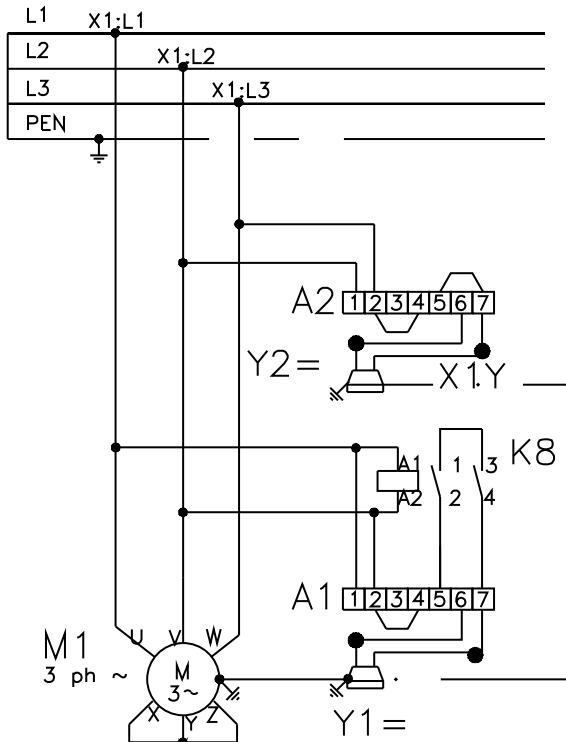 L1
X1:L1
L2
X1:L2
L3
X1:L3
PEN
A2 1 2 3 4 5 6 7
Y2=
X1.Y
K8
A1
1
3
A2
2
4
A1 1 2 3 4 5 6 7
M1
3 ph ~
U
V
W
M
3~
X
Y
Z
Y1=